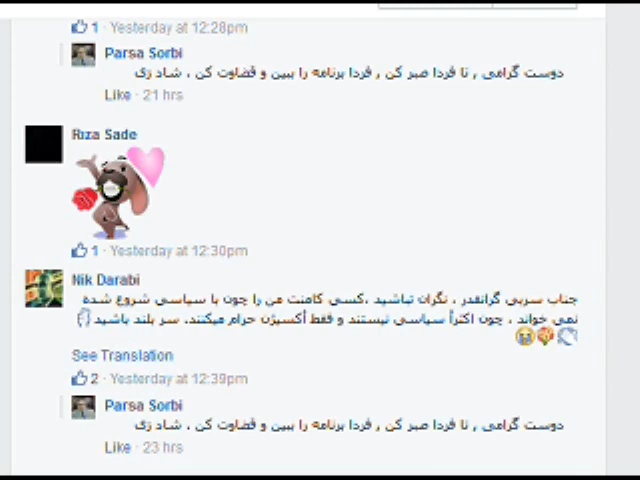 1 · Yesterday at 12:28pm
Parsa Sorbi
دوست گرامی , تا فردا صبر کن , فردا برنامه را ببین و قضاوت کن ، شاد زی
Like · 21 hrs
Rıza Sade
1 · Yesterday at 12:30pm
Nik Darabi
جناب سربی گرانقدر ، نگران نباشید ،کسی کامنت من را چون با سیاسی شروع شده
نمی خواند ، چون اکثرأ سیاسی نیستند و فقط أکسیژن حرام میکنند، سر بلند باشید
See Translation
2 · Yesterday at 12:39pm
Parsa Sorbi
دوست گرامی , تا فردا صبر کن , فردا برنامه را ببین و قضاوت کن ، شاد زی
Like · 23 hrs